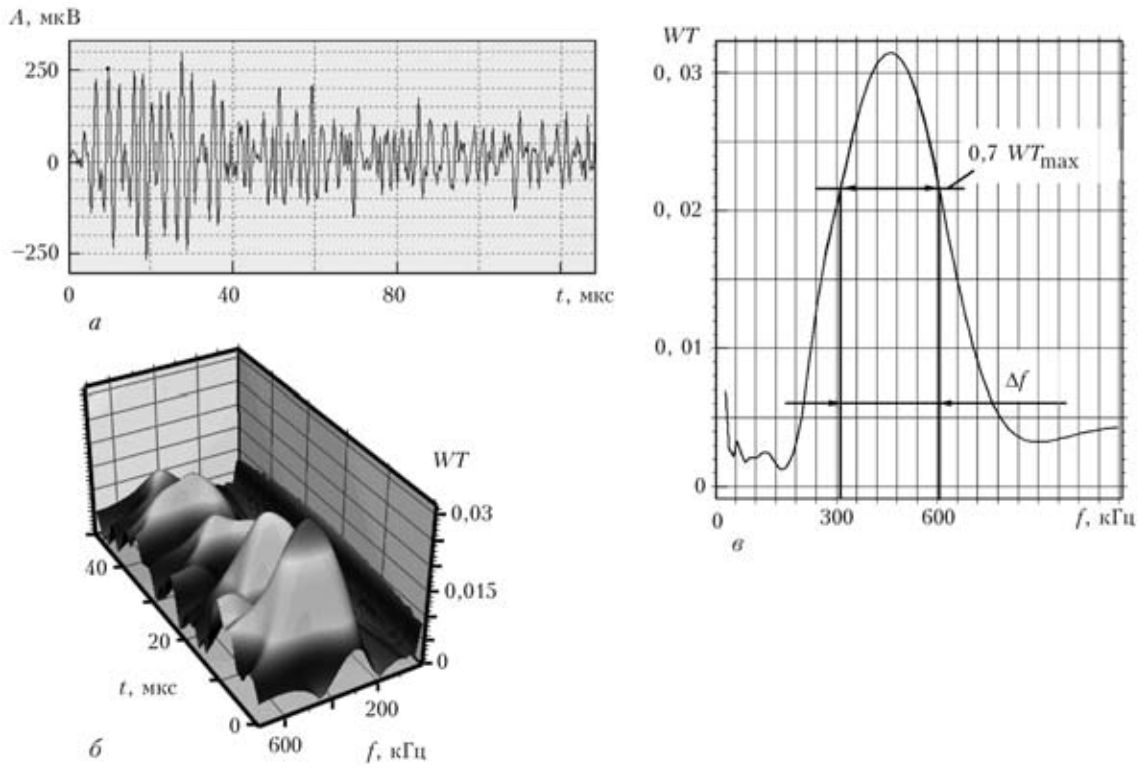 A, мкВ
250
0
−250
0 40 80 t, мкс
а
WT
0,03
0,015
0
40
20
0
t, мкс
600 200
f, кГц
б
WT
0, 03
0,7 WTmax
0, 02
0, 01
Δf
0
0 300 600 f, кГц
в